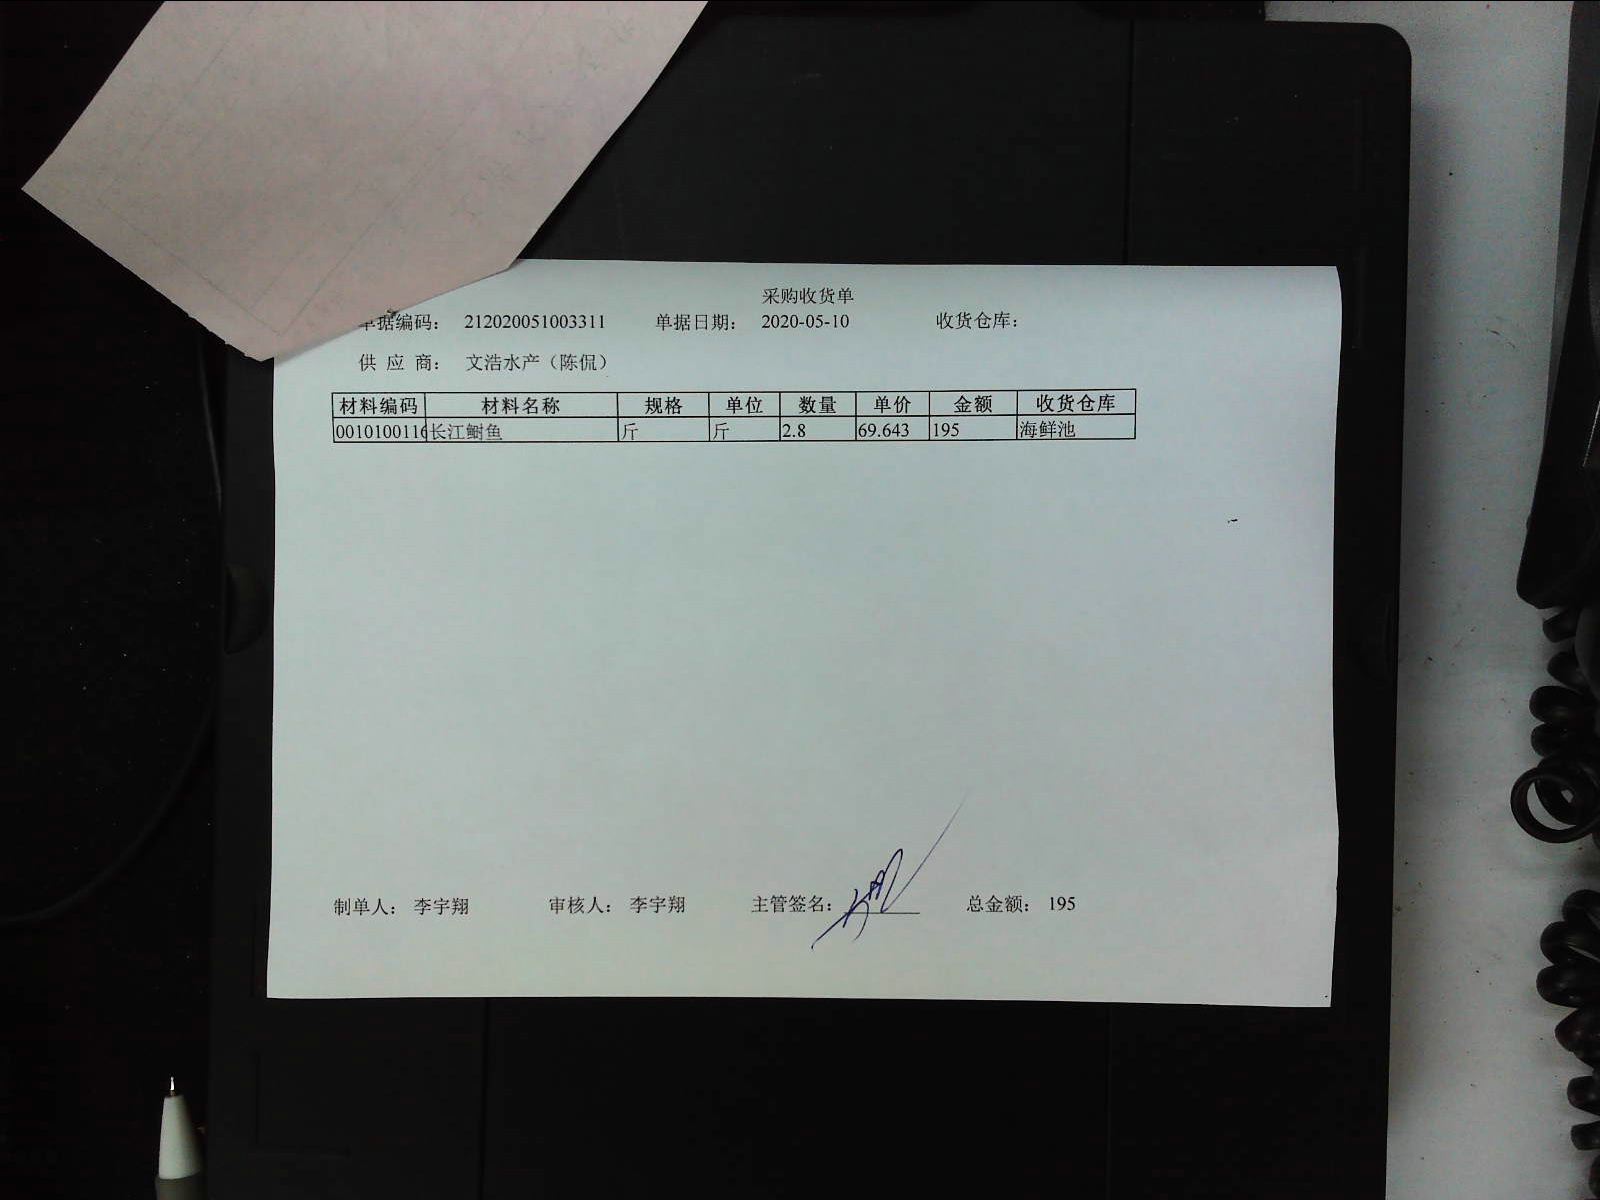 采购收货单
单据编码： 212020051003311 单据日期： 2020-05-10 收货仓库：
供 应 商： 文浩水产（陈侃）
材料编码 材料名称 规格 单位 数量 单价 金额 收货仓库
0010100116 长江鲥鱼 斤 斤 2.8 69.643 195 海鲜池
制单人： 李宇翔 审核人： 李宇翔 主管签名： 总金额： 195